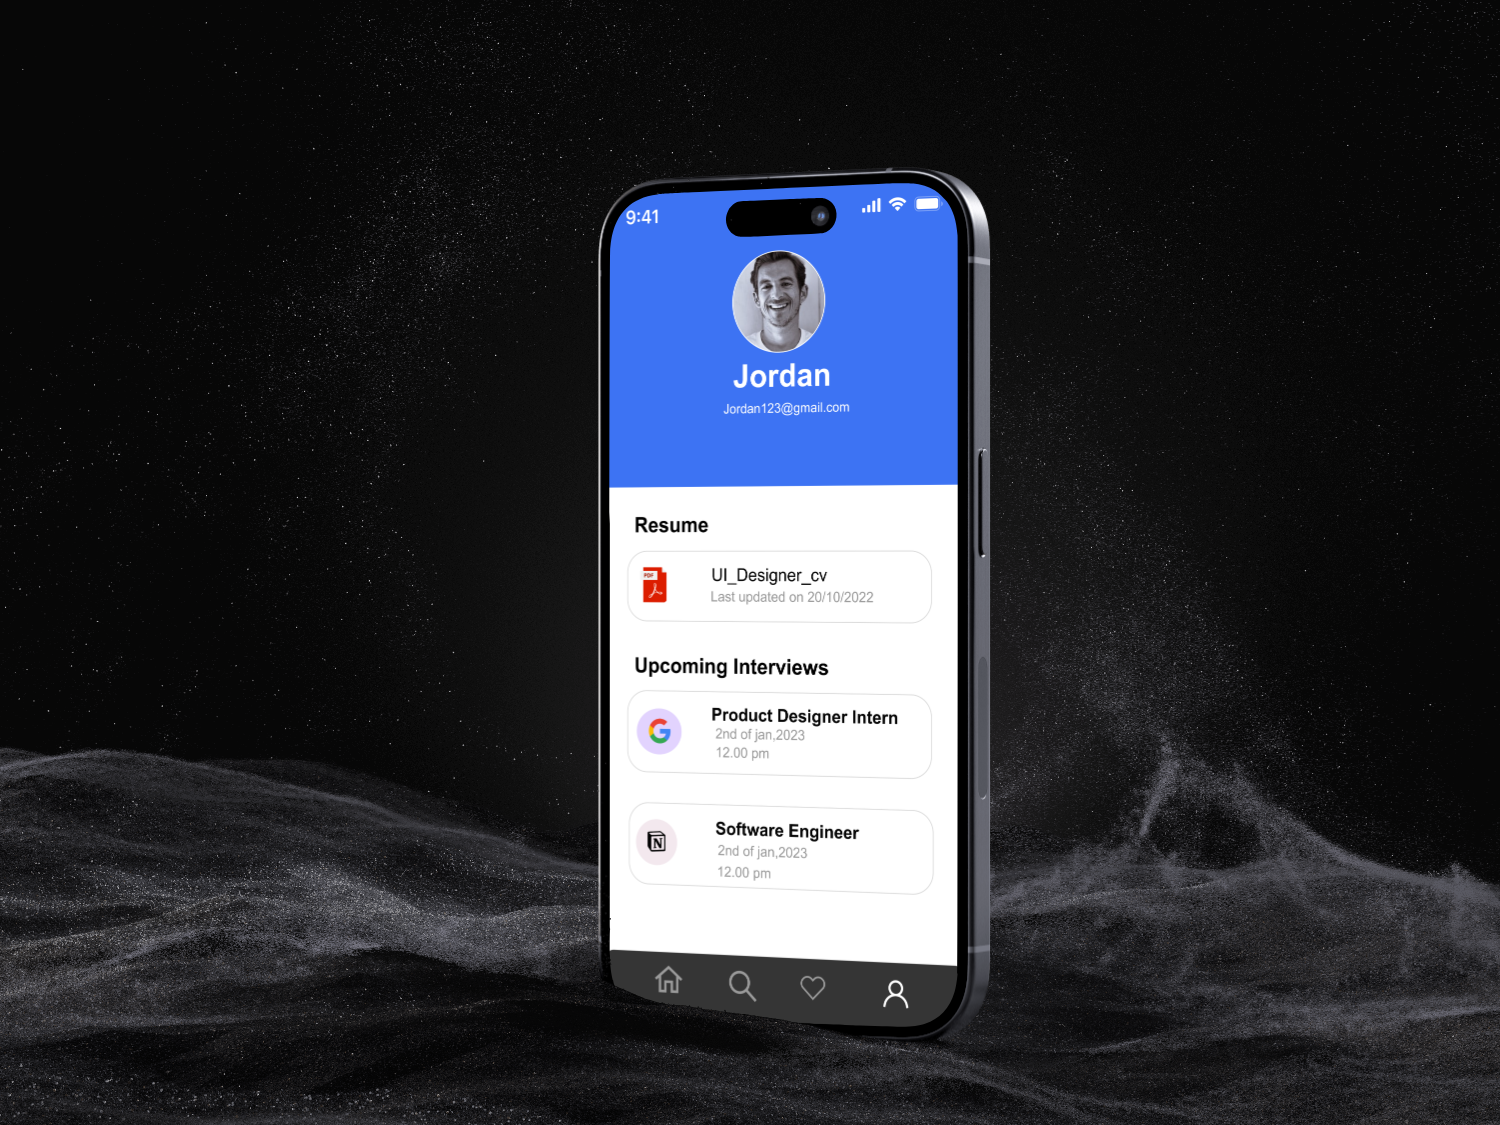 9:41
Jordan
Jordan123@gmail.com
Resume
PDF
UI_Designer_cv
Last updated on 20/10/2022
Upcoming Interviews
G
Product Designer Intern
2nd of jan,2023
12.00 pm
N
Software Engineer
2nd of jan,2023
12.00 pm